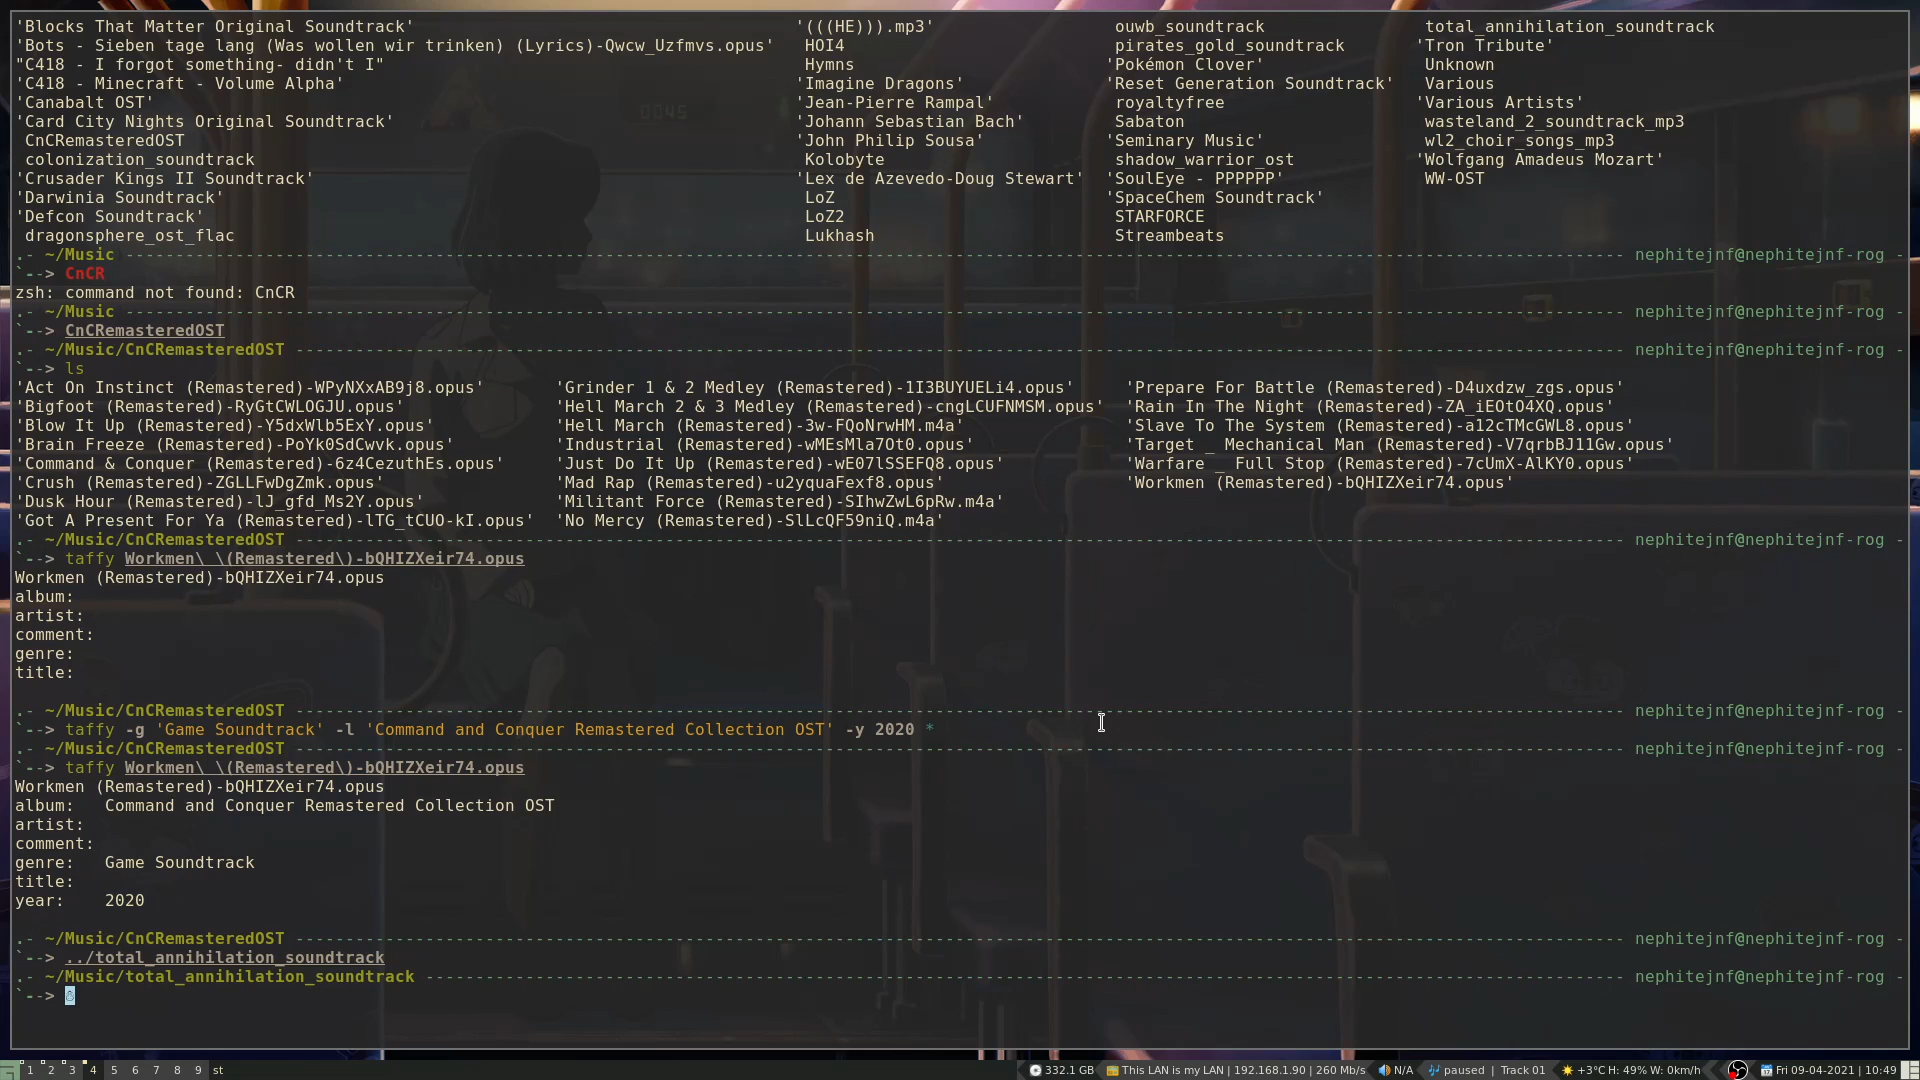 'Blocks That Matter Original Soundtrack' '(((HE))).mp3' ouwb_soundtrack total_annihilation_soundtrack
'Bots - Sieben tage lang (Was wollen wir trinken) (Lyrics)-Qwcw_Uzfmvs.opus' HOI4 pirates_gold_soundtrack 'Tron Tribute'
"C418 - I forgot something- didn't I" Hymns 'Pokémon Clover' Unknown
'C418 - Minecraft - Volume Alpha' 'Imagine Dragons' 'Reset Generation Soundtrack' Various
'Canabalt OST' 'Jean-Pierre Rampal' royaltyfree 'Various Artists'
'Card City Nights Original Soundtrack' 'Johann Sebastian Bach' Sabaton wasteland_2_soundtrack_mp3
CnCRemasteredOST 'John Philip Sousa' 'Seminary Music' wl2_choir_songs_mp3
colonization_soundtrack Kolobyte shadow_warrior_ost 'Wolfgang Amadeus Mozart'
'Crusader Kings II Soundtrack' 'Lex de Azevedo-Doug Stewart' 'SoulEye - PPPPPP' WW-OST
'Darwinia Soundtrack' LoZ 'SpaceChem Soundtrack'
'Defcon Soundtrack' LoZ2 STARFORCE
dragonsphere_ost_flac Lukhash Streambeats
.- ~/Music --- nephitejnf@nephitejnf-rog -
`--> CnCR
zsh: command not found: CnCR
.- ~/Music --- nephitejnf@nephitejnf-rog -
`--> CnCRemasteredOST
.- ~/Music/CnCRemasteredOST --- nephitejnf@nephitejnf-rog -
`--> ls
'Act On Instinct (Remastered)-WPyNXxAB9j8.opus' 'Grinder 1 & 2 Medley (Remastered)-1I3BUYUELi4.opus' 'Prepare For Battle (Remastered)-D4uxdzw_zgs.opus'
'Bigfoot (Remastered)-RyGtCWLOGJU.opus' 'Hell March 2 & 3 Medley (Remastered)-cngLCUFNMSM.opus' 'Rain In The Night (Remastered)-ZA_iEOtO4XQ.opus'
'Blow It Up (Remastered)-Y5dxWlb5ExY.opus' 'Hell March (Remastered)-3w-FQoNrwHM.m4a' 'Slave To The System (Remastered)-a12cTMcGWL8.opus'
'Brain Freeze (Remastered)-PoYk0SdCwvk.opus' 'Industrial (Remastered)-wMEsMla7Ot0.opus' 'Target _ Mechanical Man (Remastered)-V7qrbBJ11Gw.opus'
'Command & Conquer (Remastered)-6z4CezuthEs.opus' 'Just Do It Up (Remastered)-wE07lSSEFQ8.opus' 'Warfare _ Full Stop (Remastered)-7cUmX-AlKY0.opus'
'Crush (Remastered)-ZGLLFwDgZmk.opus' 'Mad Rap (Remastered)-u2yquaFexf8.opus' 'Workmen (Remastered)-bQHIZXeir74.opus'
'Dusk Hour (Remastered)-lJ_gfd_Ms2Y.opus' 'Militant Force (Remastered)-SIhwZwL6pRw.m4a'
'Got A Present For Ya (Remastered)-lTG_tCUO-kI.opus' 'No Mercy (Remastered)-SlLcQF59niQ.m4a'
.- ~/Music/CnCRemasteredOST --- nephitejnf@nephitejnf-rog -
`--> taffy Workmen\ \(Remastered\)-bQHIZXeir74.opus
Workmen (Remastered)-bQHIZXeir74.opus
album:
artist:
comment:
genre:
title:
.- ~/Music/CnCRemasteredOST --- nephitejnf@nephitejnf-rog -
`--> taffy -g 'Game Soundtrack' -l 'Command and Conquer Remastered Collection OST' -y 2020 *
.- ~/Music/CnCRemasteredOST --- nephitejnf@nephitejnf-rog -
`--> taffy Workmen\ \(Remastered\)-bQHIZXeir74.opus
Workmen (Remastered)-bQHIZXeir74.opus
album: Command and Conquer Remastered Collection OST
artist:
comment:
genre: Game Soundtrack
title:
year: 2020
.- ~/Music/CnCRemasteredOST --- nephitejnf@nephitejnf-rog -
`--> ../total_annihilation_soundtrack
.- ~/Music/total_annihilation_soundtrack --- nephitejnf@nephitejnf-rog -
`-->
1 2 3 4 5 6 7 8 9 st 332.1 GB This LAN is my LAN | 192.168.1.90 | 260 Mb/s N/A paused | Track 01 +3°C H: 49% W: 0km/h Fri 09-04-2021 | 10:49